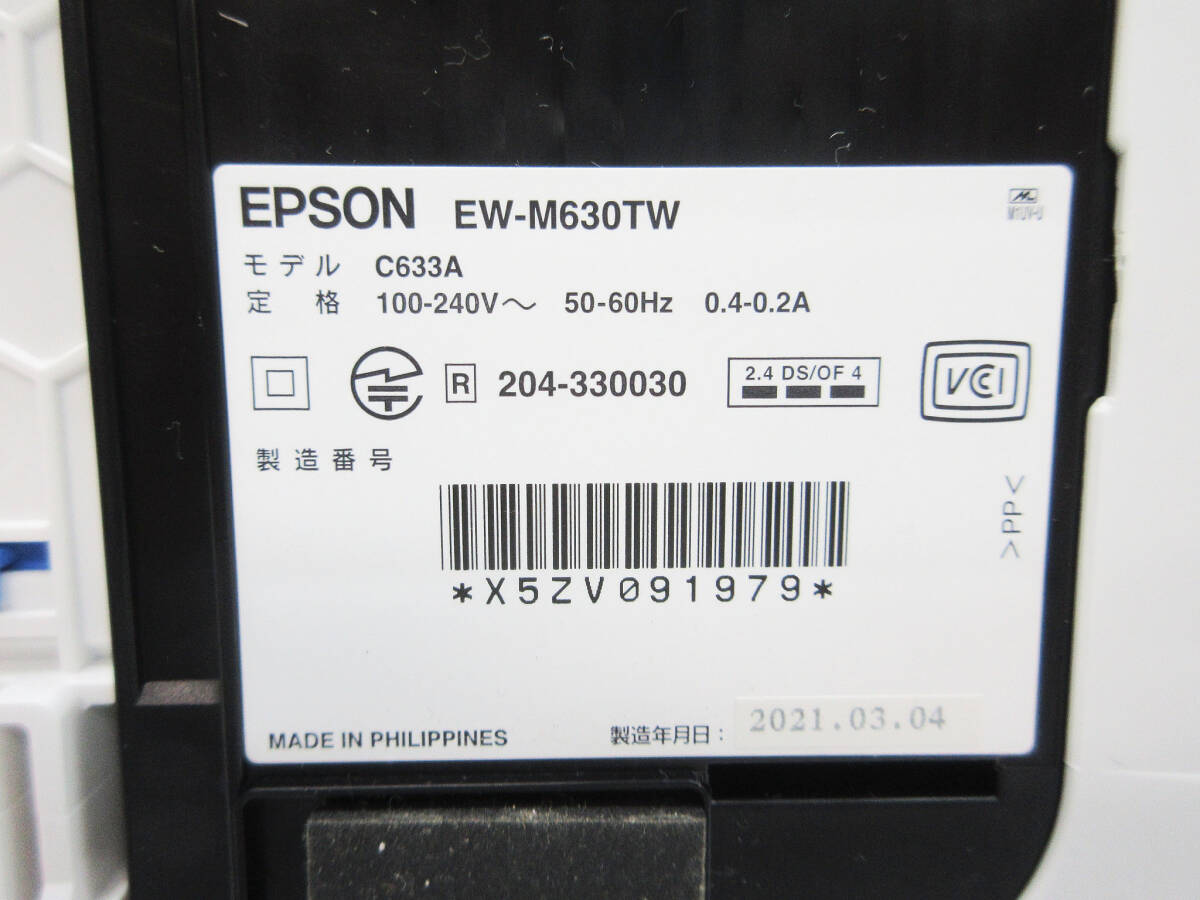 EPSON EW-M630TW
モデル C633A
定格 100-240V～ 50-60Hz 0.4-0.2A
R 204-330030
2.4 DS/OF 4
VCCI
製造番号
*X5ZV091979*
>PP<
MADE IN PHILIPPINES 製造年月日：2021.03.04